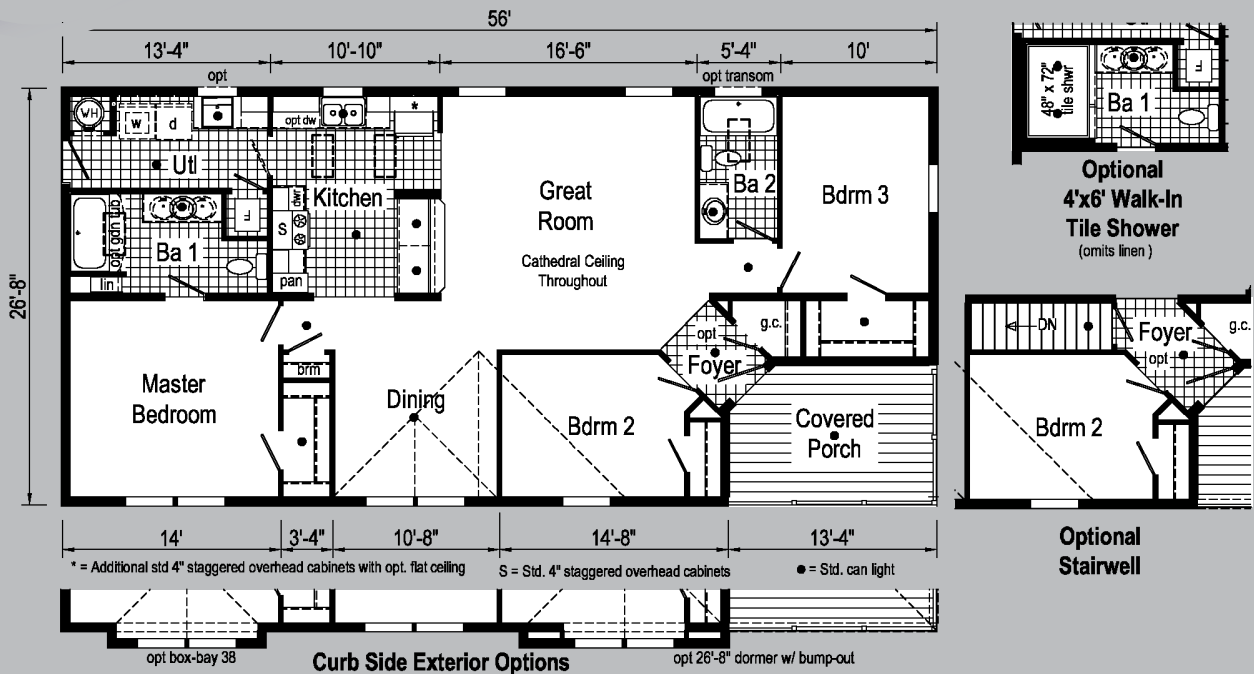 56'
13'-4" 10'-10" 16'-6" 5'-4" 10'
opt opt transom
26'-8"
WH w d opt dw *
Utl
Kitchen
dwr
S
pan
opt gdn tub
Ba 1
lin
Great
Room
Cathedral Ceiling
Throughout
Ba 2
Bdrm 3
g.c.
opt
Foyer
Master
Bedroom
brm
Dining
Bdrm 2
Covered
Porch
14' 3'-4" 10'-8" 14'-8" 13'-4"
* = Additional std 4" staggered overhead cabinets with opt. flat ceiling S = Std. 4" staggered overhead cabinets ● = Std. can light
opt box-bay 38 Curb Side Exterior Options opt 26'-8" dormer w/ bump-out
48" x 72"
tile shwr
Ba 1
Optional
4'x6' Walk-In
Tile Shower
(omits linen )
DN
Foyer
opt
g.c.
Bdrm 2
Optional
Stairwell